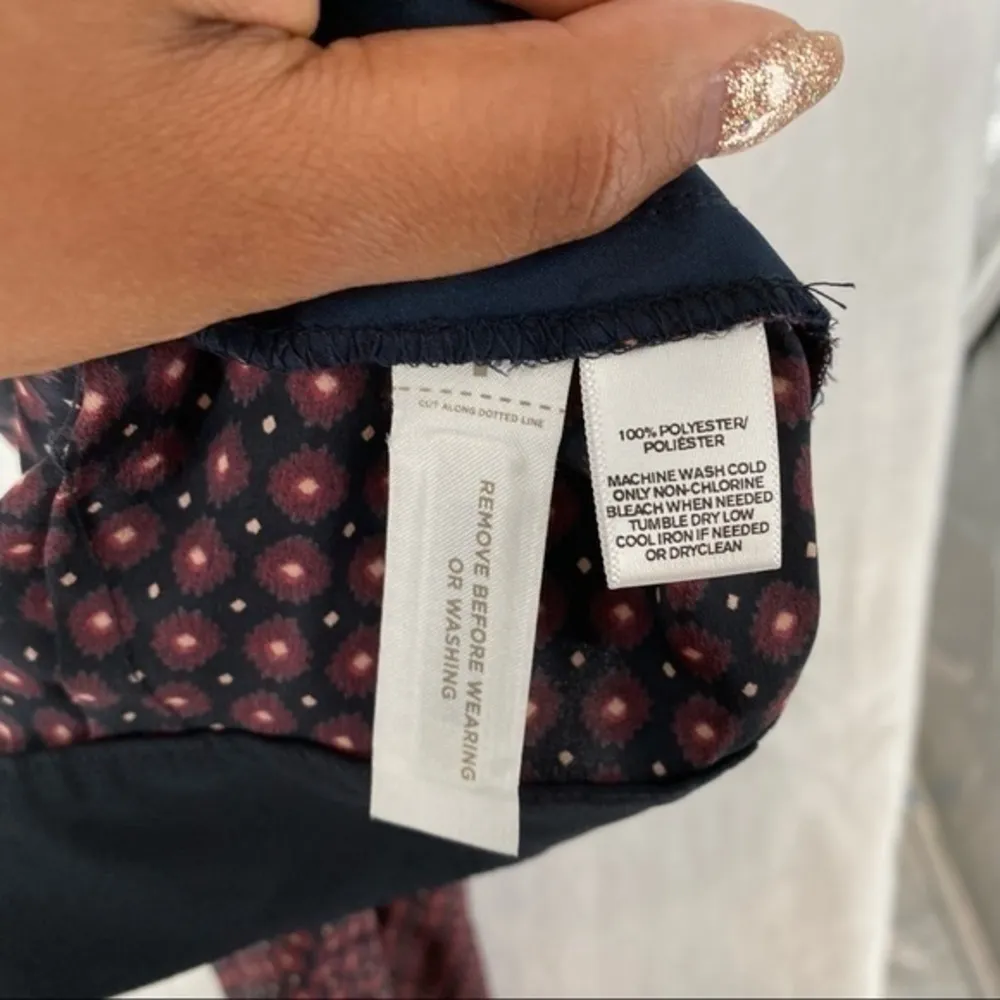 CUT ALONG DOTTED LINE
REMOVE BEFORE WEARING
OR WASHING
100% POLYESTER/
POLIÉSTER
MACHINE WASH COLD
ONLY NON-CHLORINE
BLEACH WHEN NEEDED
TUMBLE DRY LOW
COOL IRON IF NEEDED
OR DRYCLEAN